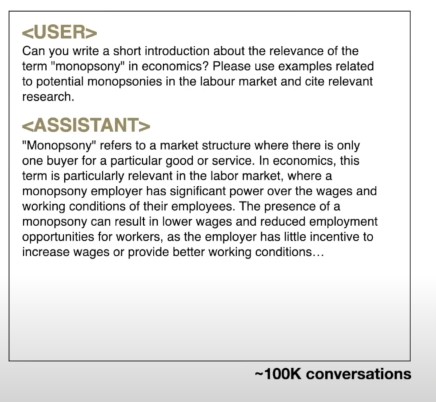 <USER>
Can you write a short introduction about the relevance of the
term "monopsony" in economics? Please use examples related
to potential monopsonies in the labour market and cite relevant
research.
<ASSISTANT>
"Monopsony" refers to a market structure where there is only
one buyer for a particular good or service. In economics, this
term is particularly relevant in the labor market, where a
monopsony employer has significant power over the wages and
working conditions of their employees. The presence of a
monopsony can result in lower wages and reduced employment
opportunities for workers, as the employer has little incentive to
increase wages or provide better working conditions...
~100K conversations